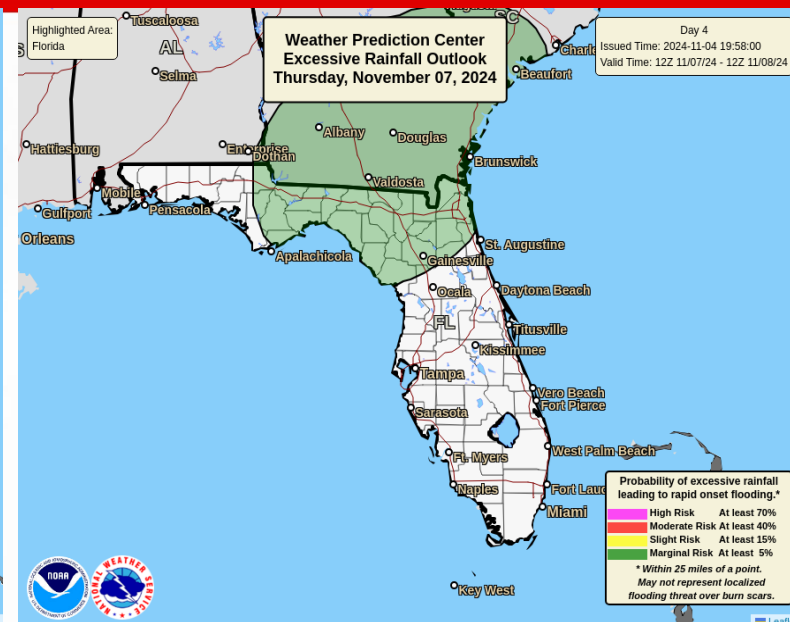 Highlighted Area:
Florida
Weather Prediction Center
Excessive Rainfall Outlook
Thursday, November 07, 2024
Day 4
Issued Time: 2024-11-04 19:58:00
Valid Time: 12Z 11/07/24 - 12Z 11/08/24
Tuscaloosa
SC
AL
Selma
Beaufort
Albany
Douglas
Hattiesburg
Enterprise
Dothan
Brunswick
Valdosta
Mobile
Pensacola
Gulfport
Orleans
St. Augustine
Apalachicola
Gainesville
Ocala
Daytona Beach
FL
Titusville
Kissimmee
Tampa
Vero Beach
Fort Pierce
Sarasota
West Palm Beach
Ft. Myers
Naples
Fort Laud
Miami
Key West
Probability of excessive rainfall
leading to rapid onset flooding.*
High Risk At least 70%
Moderate Risk At least 40%
Slight Risk At least 15%
Marginal Risk At least 5%
* Within 25 miles of a point.
May not represent localized
flooding threat over burn scars.
NOAA
NATIONAL WEATHER SERVICE